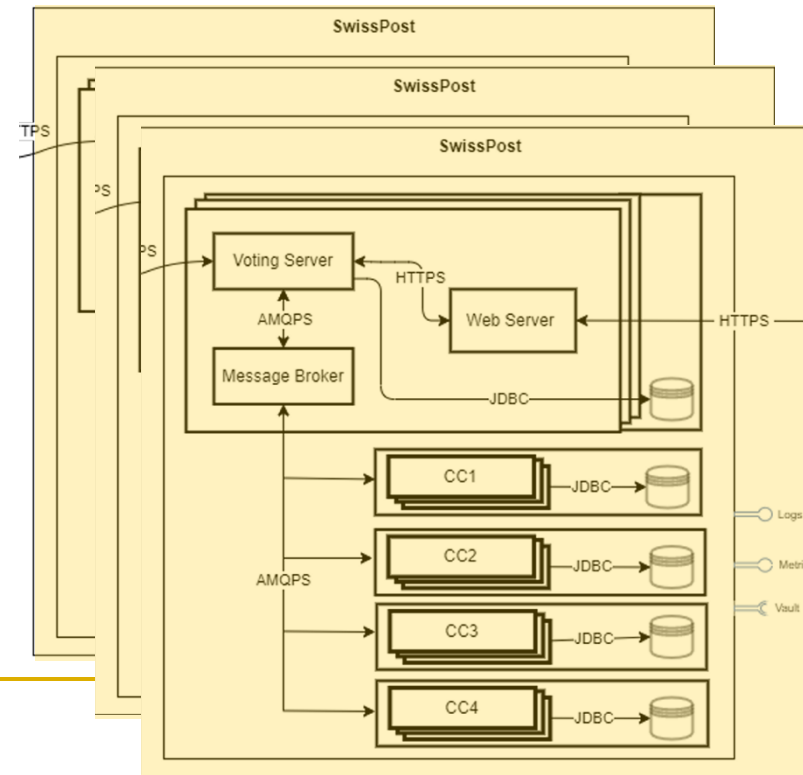 SwissPost
SwissPost
SwissPost
TPS
PS
PS
Voting Server
HTTPS
AMQPS
Web Server
HTTPS
Message Broker
JDBC
CC1
JDBC
Logs
CC2
JDBC
Metri
AMQPS
Vault
CC3
JDBC
CC4
JDBC